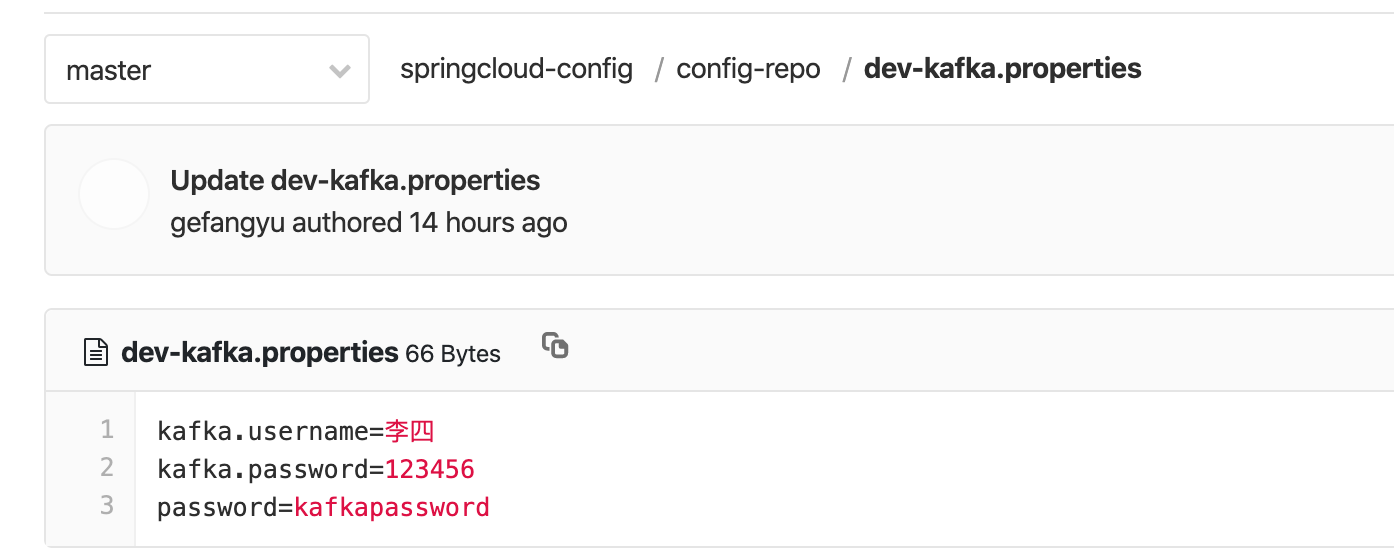 master springcloud-config / config-repo / dev-kafka.properties
Update dev-kafka.properties
gefangyu authored 14 hours ago
dev-kafka.properties 66 Bytes
1 kafka.username=李四
2 kafka.password=123456
3 password=kafkapassword